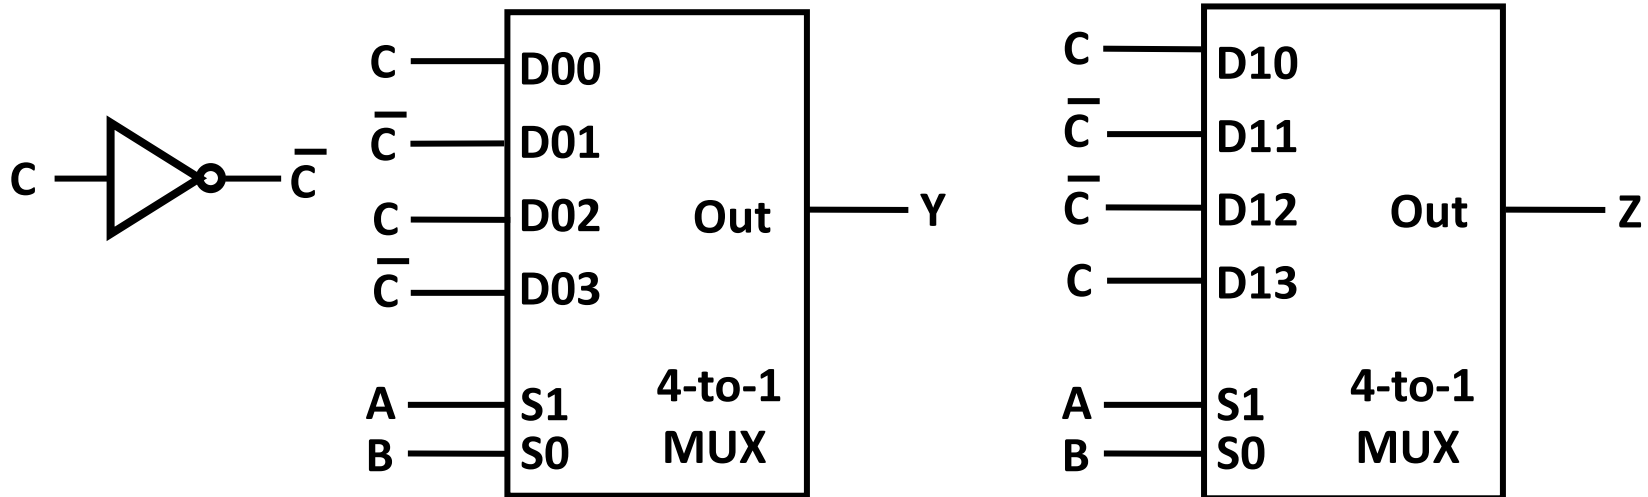 C
C̅
C
C̅
C
C̅
A
B
D00
D01
D02
D03
S1
S0
Out
4-to-1
MUX
Y
C
C̅
C̅
C
A
B
D10
D11
D12
D13
S1
S0
Out
4-to-1
MUX
Z